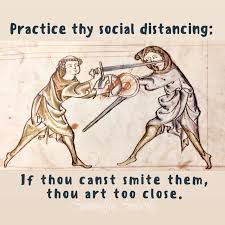 Practice thy social distancing:
If thou canst smite them,
thou art too close.